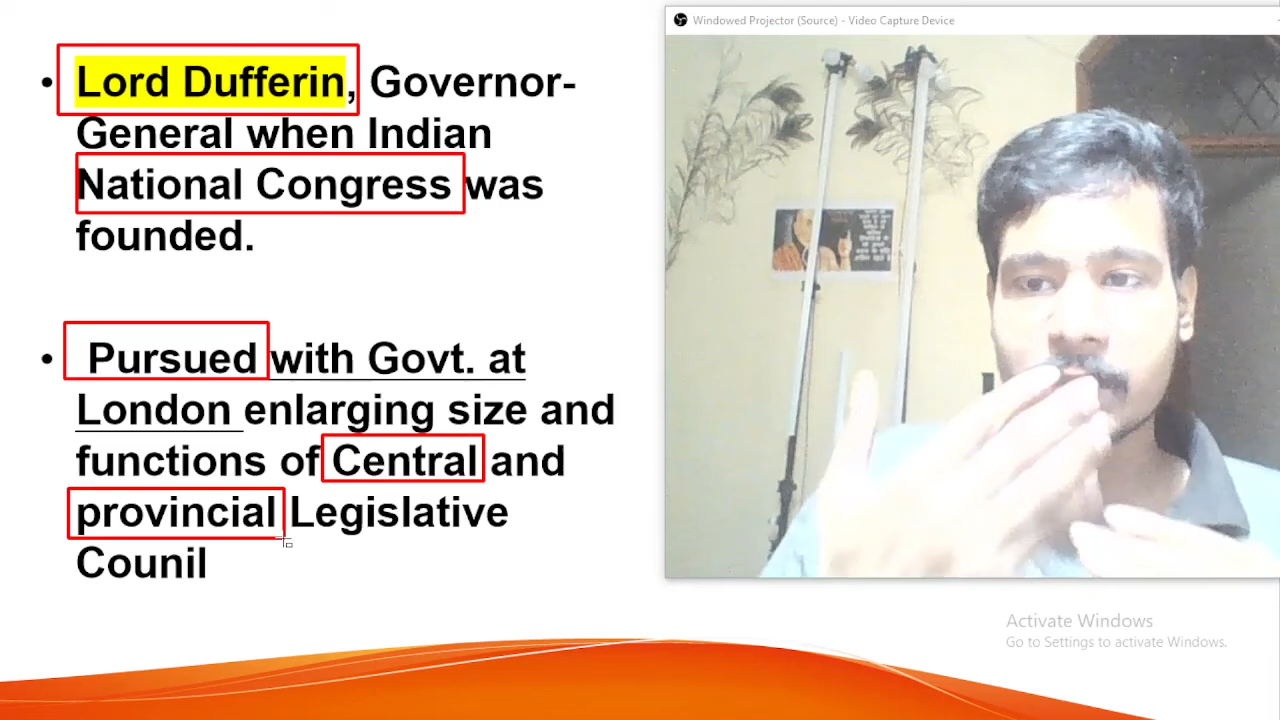 Windowed Projector (Source) - Video Capture Device
• Lord Dufferin, Governor-
General when Indian
National Congress was
founded.
• Pursued with Govt. at
London enlarging size and
functions of Central and
provincial Legislative
Counil
Activate Windows
Go to Settings to activate Windows.